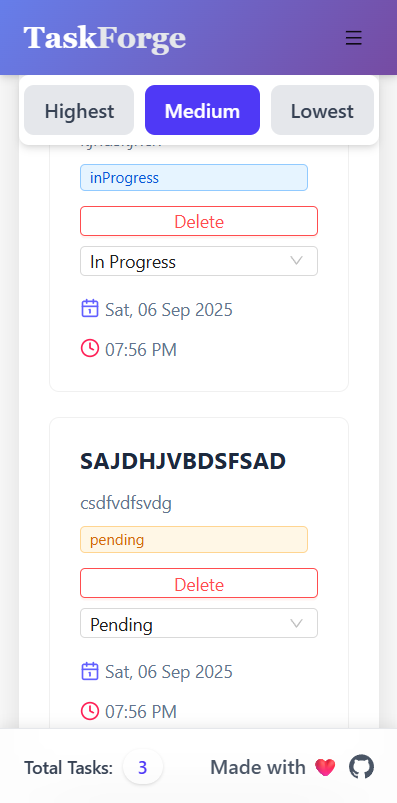 TaskForge
Highest
Medium
Lowest
inProgress
Delete
In Progress
Sat, 06 Sep 2025
07:56 PM
SAJDHJVBDSFSAD
csdfvdfsvdg
pending
Delete
Pending
Sat, 06 Sep 2025
07:56 PM
Total Tasks: 3
Made with